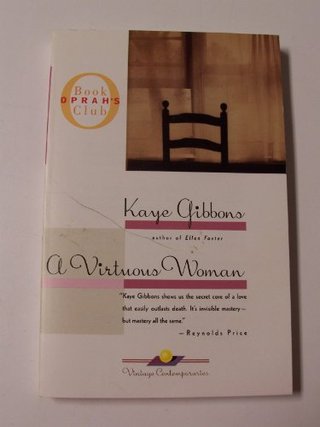 Book
OPRAH'S
Club
Kaye Gibbons
author of Ellen Foster
A Virtuous Woman
"Kaye Gibbons shows us the secret core of a love
that easily outlasts death. It's invisible mastery—
but mastery all the same."
—Reynolds Price
Vintage Contemporaries